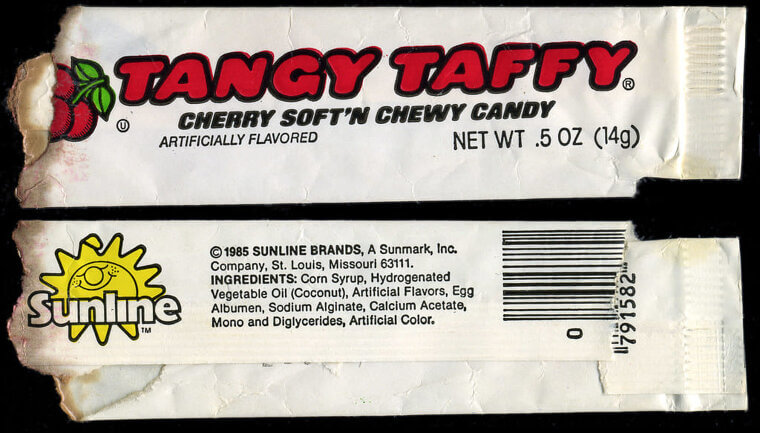 TANGY TAFFY®
Ⓤ CHERRY SOFT'N CHEWY CANDY
ARTIFICIALLY FLAVORED NET WT .5 OZ (14g)
Sunline
TM
©1985 SUNLINE BRANDS, A Sunmark, Inc.
Company, St. Louis, Missouri 63111.
INGREDIENTS: Corn Syrup, Hydrogenated
Vegetable Oil (Coconut), Artificial Flavors, Egg
Albumen, Sodium Alginate, Calcium Acetate,
Mono and Diglycerides, Artificial Color.
0
791582